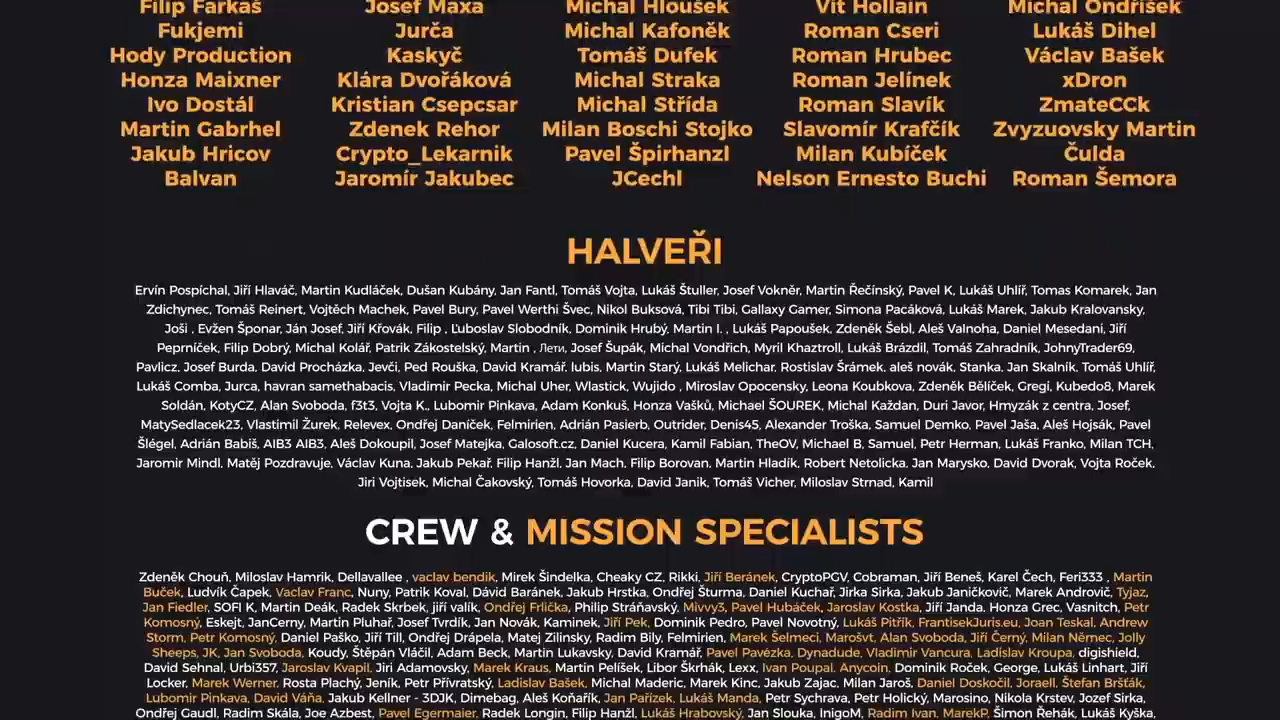 Filip Farkaš Josef Maxa Michal Hloušek Vít Hollain Michal Ondříšek
Fukjemi Jurča Michal Kafoněk Roman Cseri Lukáš Dihel
Hody Production Kaskyč Tomáš Dufek Roman Hrubec Václav Bašek
Honza Maixner Klára Dvořáková Michal Straka Roman Jelínek xDron
Ivo Dostál Kristian Csepcsar Michal Střída Roman Slavík ZmateCCk
Martin Gabrhel Zdenek Rehor Milan Boschi Stojko Slavomír Krafčík Zvyzuovsky Martin
Jakub Hricov Crypto_Lekarnik Pavel Špirhanzl Milan Kubíček Čulda
Balvan Jaromír Jakubec JCechl Nelson Ernesto Buchi Roman Šemora
HALVEŘI
Ervín Pospíchal, Jiří Hlaváč, Martin Kudláček, Dušan Kubány, Jan Fantl, Tomáš Vojta, Lukáš Štuller, Josef Vokněr, Martin Řečínský, Pavel K, Lukáš Uhlíř, Tomas Komarek, Jan
Zdichynec, Tomáš Reinert, Vojtěch Machek, Pavel Bury, Pavel Werthi Švec, Nikol Buksová, Tibi Tibi, Gallaxy Gamer, Simona Pacáková, Lukáš Marek, Jakub Kralovansky,
Joši , Evžen Šponar, Ján Josef, Jiří Křovák, Filip , Ľuboslav Slobodník, Dominik Hrubý, Martin I. , Lukáš Papoušek, Zdeněk Šebl, Aleš Valnoha, Daniel Mesedani, Jiří
Peprníček, Filip Dobrý, Michal Kolář, Patrik Zákostelský, Martin , Лети, Josef Šupák, Michal Vondřich, Myril Khaztroll, Lukáš Brázdil, Tomáš Zahradník, JohnyTrader69,
Pavlicz, Josef Burda, David Procházka, Jevči, Ped Rouška, David Kramář, lubis, Martin Starý, Lukáš Melichar, Rostislav Šrámek, aleš novák, Stanka, Jan Skalník, Tomáš Uhlíř,
Lukáš Comba, Jurca, havran samethabacis, Vladimir Pecka, Michal Uher, Wlastick, Wujido , Miroslav Opocensky, Leona Koubkova, Zdeněk Bělíček, Gregi, Kubedo8, Marek
Soldán, KotyCZ, Alan Svoboda, f3t3, Vojta K., Lubomir Pinkava, Adam Konkuš, Honza Vašků, Michael ŠOUREK, Michal Každan, Duri Javor, Hmyzák z centra, Josef,
MatySedlacek23, Vlastimil Žurek, Relevex, Ondřej Daníček, Felmirien, Adrián Pasierb, Outrider, Denis45, Alexander Troška, Samuel Demko, Pavel Jaša, Aleš Hojsák, Pavel
Šlégel, Adrián Babiš, AIB3 AIB3, Aleš Dokoupil, Josef Matejka, Galosoft.cz, Daniel Kucera, Kamil Fabian, TheOV, Michael B, Samuel, Petr Herman, Lukáš Franko, Milan TCH,
Jaromir Mindl, Matěj Pozdravuje, Václav Kuna, Jakub Pekař, Filip Hanžl, Jan Mach, Filip Borovan, Martin Hladík, Robert Netolicka, Jan Marysko, David Dvorak, Vojta Roček,
Jiri Vojtisek, Michal Čakovský, Tomáš Hovorka, David Janik, Tomáš Vicher, Miloslav Strnad, Kamil
CREW & MISSION SPECIALISTS
Zdeněk Chouň, Miloslav Hamrik, Dellavallee , vaclav bendik, Mirek Šindelka, Cheaky CZ, Rikki, Jiří Beránek, CryptoPGV, Cobraman, Jiří Beneš, Karel Čech, Feri333 , Martin
Buček, Ludvík Čapek, Vaclav Franc, Nuny, Patrik Koval, Dávid Baránek, Jakub Hrstka, Ondřej Šturma, Daniel Kuchař, Jirka Sirka, Jakub Janičkovič, Marek Androvič, Tyjaz,
Jan Fiedler, SOFI K, Martin Deák, Radek Skrbek, jiří valík, Ondřej Frlička, Philip Stráňavský, Mivvy3, Pavel Hubáček, Jaroslav Kostka, Jiří Janda, Honza Grec, Vasnitch, Petr
Komosný, Eskejt, JanCerny, Martin Pluhař, Josef Tvrdík, Jan Novák, Kaminek, Jiří Pek, Dominik Pedro, Pavel Novotný, Lukáš Pitřík, FrantisekJuris.eu, Joan Teskal, Andrew
Storm, Petr Komosný, Daniel Paško, Jiří Till, Ondřej Drápela, Matej Zilinsky, Radim Bily, Felmirien, Marek Šelmeci, Marošvt, Alan Svoboda, Jiří Černý, Milan Němec, Jolly
Sheeps, JK, Jan Svoboda, Koudy, Štěpán Vláčil, Adam Beck, Martin Lukavsky, David Kramář, Pavel Pavézka, Dynadude, Vladimir Vancura, Ladislav Kroupa, digishield,
David Sehnal, Urbi357, Jaroslav Kvapil, Jiri Adamovsky, Marek Kraus, Martin Pelíšek, Libor Škrhák, Lexx, Ivan Poupal, Anycoin, Dominik Roček, George, Lukáš Linhart, Jiří
Locker, Marek Werner, Rosta Plachý, Jeník, Petr Přívratský, Ladislav Bašek, Michal Maderic, Marek Kinc, Jakub Zajac, Milan Jaroš, Daniel Doskočil, Joraell, Štefan Bršťák,
Lubomir Pinkava, David Váňa, Jakub Kellner - 3DJK, Dimebag, Aleš Koňařík, Jan Pařízek, Lukáš Manda, Petr Sychrava, Petr Holický, Marosino, Nikola Krstev, Jozef Sirka,
Ondřej Gaudl, Radim Skála, Joe Azbest, Pavel Egermaier, Radek Longin, Filip Hanžl, Lukáš Hrabovský, Jan Slouka, InigoM, Radim Ivan, MarekP, Šimon Řehák, Lukáš Kyška,